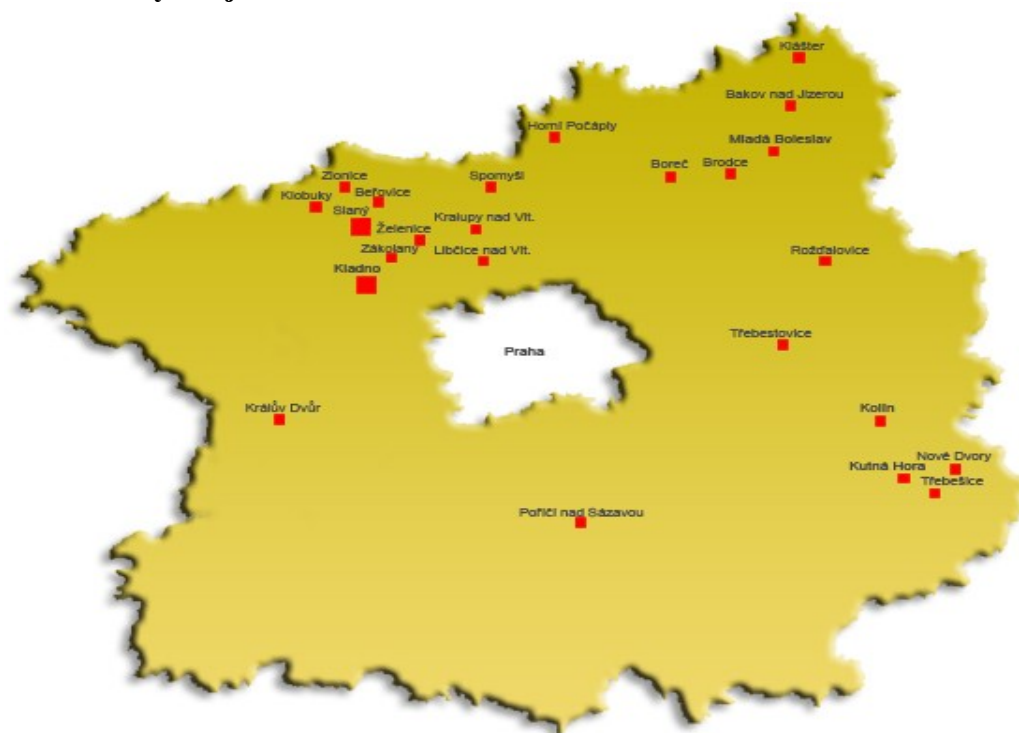 Klášter
Bakov nad Jizerou
Horní Počáply
Mladá Boleslav
Boreč
Brodce
Zlonice
Spomyšl
Klobuky
Beřovice
Slaný
Kralupy nad Vlt.
Želenice
Zákolany
Libčice nad Vlt.
Rožďalovice
Kladno
Třebestovice
Praha
Králův Dvůr
Kolín
Nové Dvory
Kutná Hora
Třebešice
Poříčí nad Sázavou